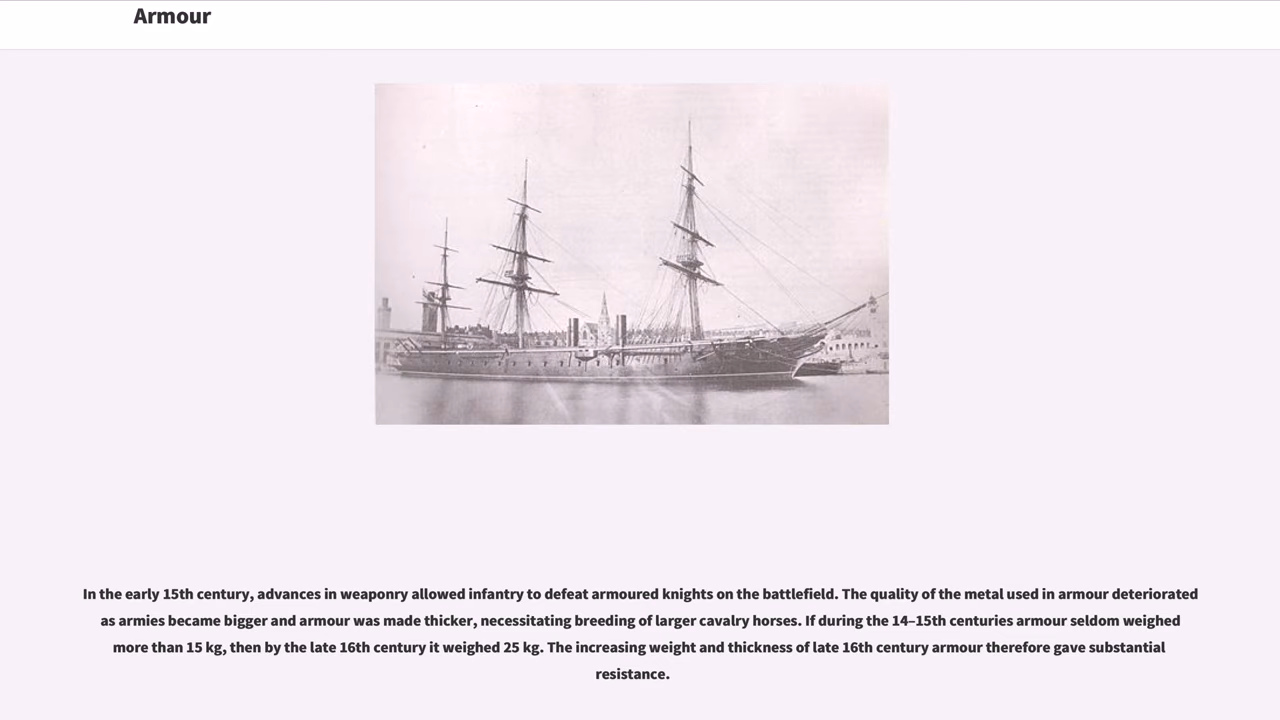 Armour
In the early 15th century, advances in weaponry allowed infantry to defeat armoured knights on the battlefield. The quality of the metal used in armour deteriorated
as armies became bigger and armour was made thicker, necessitating breeding of larger cavalry horses. If during the 14–15th centuries armour seldom weighed
more than 15 kg, then by the late 16th century it weighed 25 kg. The increasing weight and thickness of late 16th century armour therefore gave substantial
resistance.